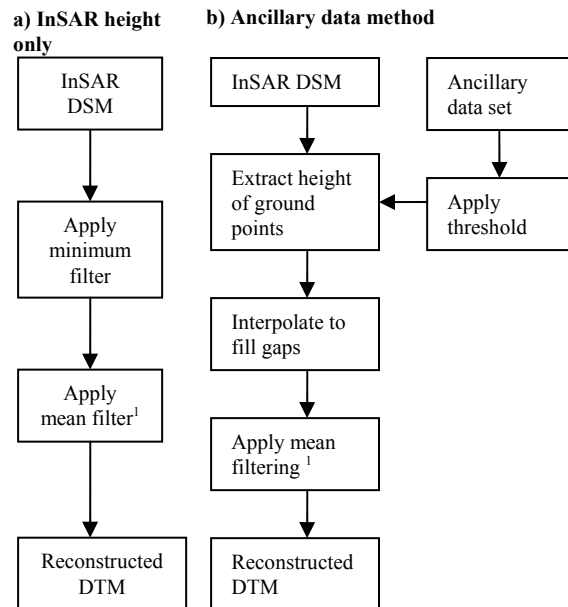 a) InSAR height
only
InSAR
DSM
Apply
minimum
filter
Apply
mean filter1
Reconstructed
DTM
b) Ancillary data method
InSAR DSM
Ancillary
data set
Extract height
of ground
points
Apply
threshold
Interpolate to
fill gaps
Apply mean
filtering 1
Reconstructed
DTM